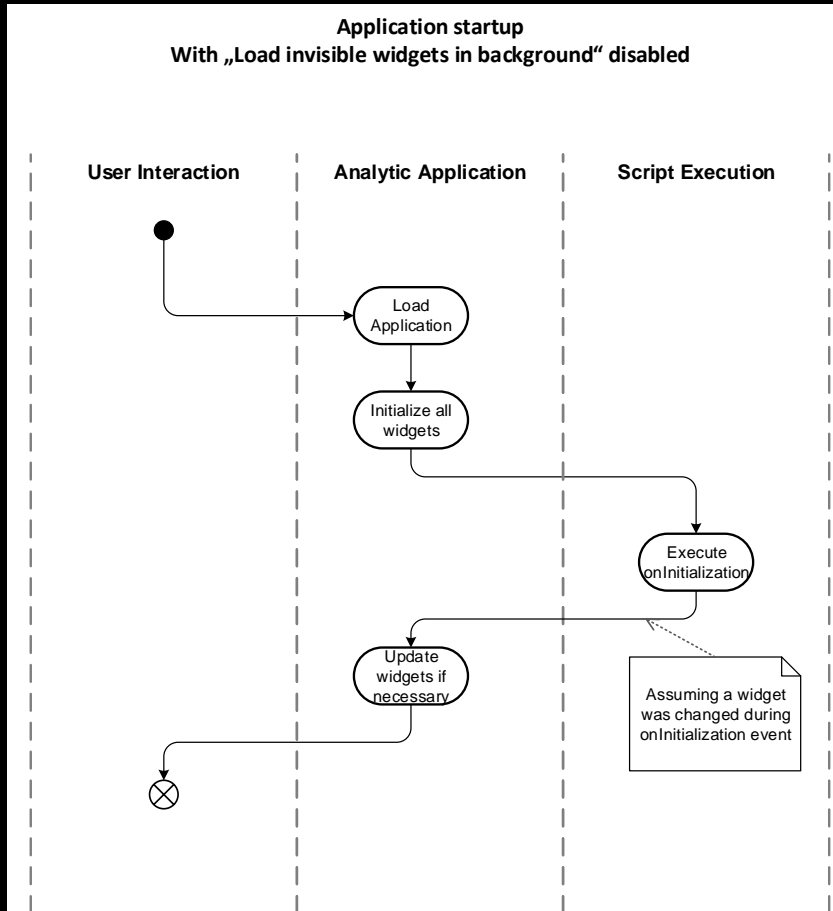 Application startup
With „Load invisible widgets in background“ disabled
User Interaction
Analytic Application
Script Execution
Load
Application
Initialize all
widgets
Execute
onInitialization
Update
widgets if
necessary
Assuming a widget
was changed during
onInitialization event